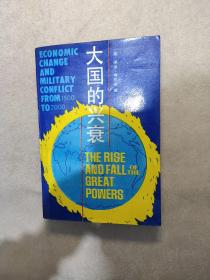 ECONOMIC
CHANGE
AND
MILITARY
CONFLICT
FROM 1500
TO 2000
大国的兴衰
THE RISE
AND FALL OF THE
GREAT
POWERS